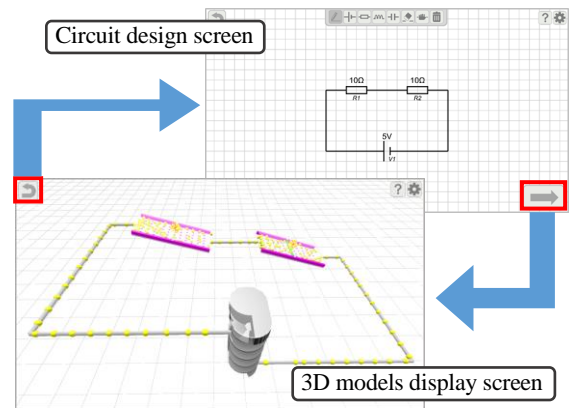 Circuit design screen
?
10Ω
10Ω
R1
R2
5V
V1
?
3D models display screen